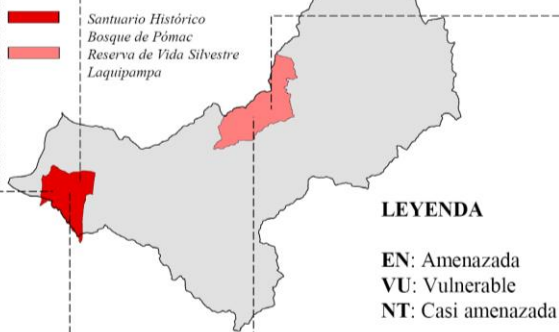 Santuario Histórico
Bosque de Pómac
Reserva de Vida Silvestre
Laquipampa
LEYENDA
EN: Amenazada
VU: Vulnerable
NT: Casi amenazada